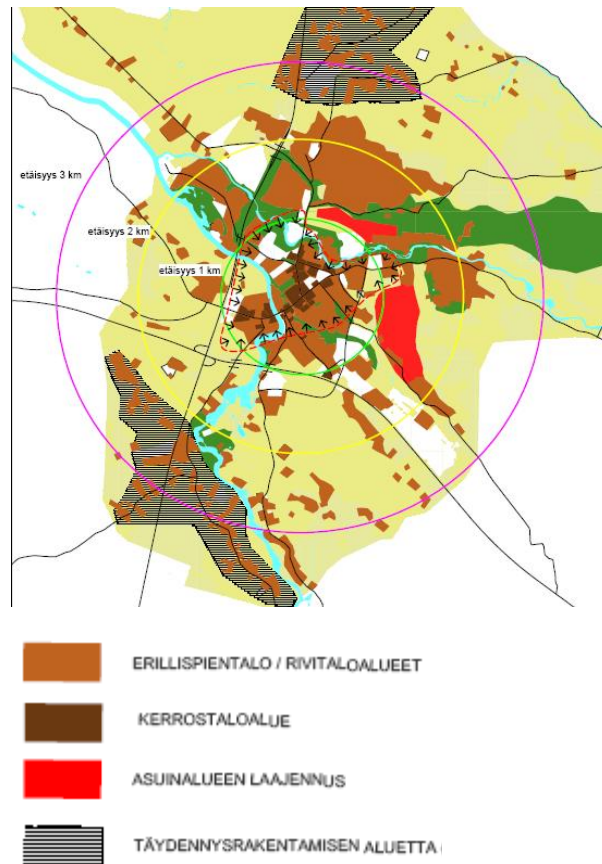 etäisyys 3 km
etäisyys 2 km
etäisyys 1 km
ERILLISPIENTALO / RIVITALOALUEET
KERROSTALOALUE
ASUINALUEEN LAAJENNUS
TÄYDENNYSRAKENTAMISEN ALUETTA